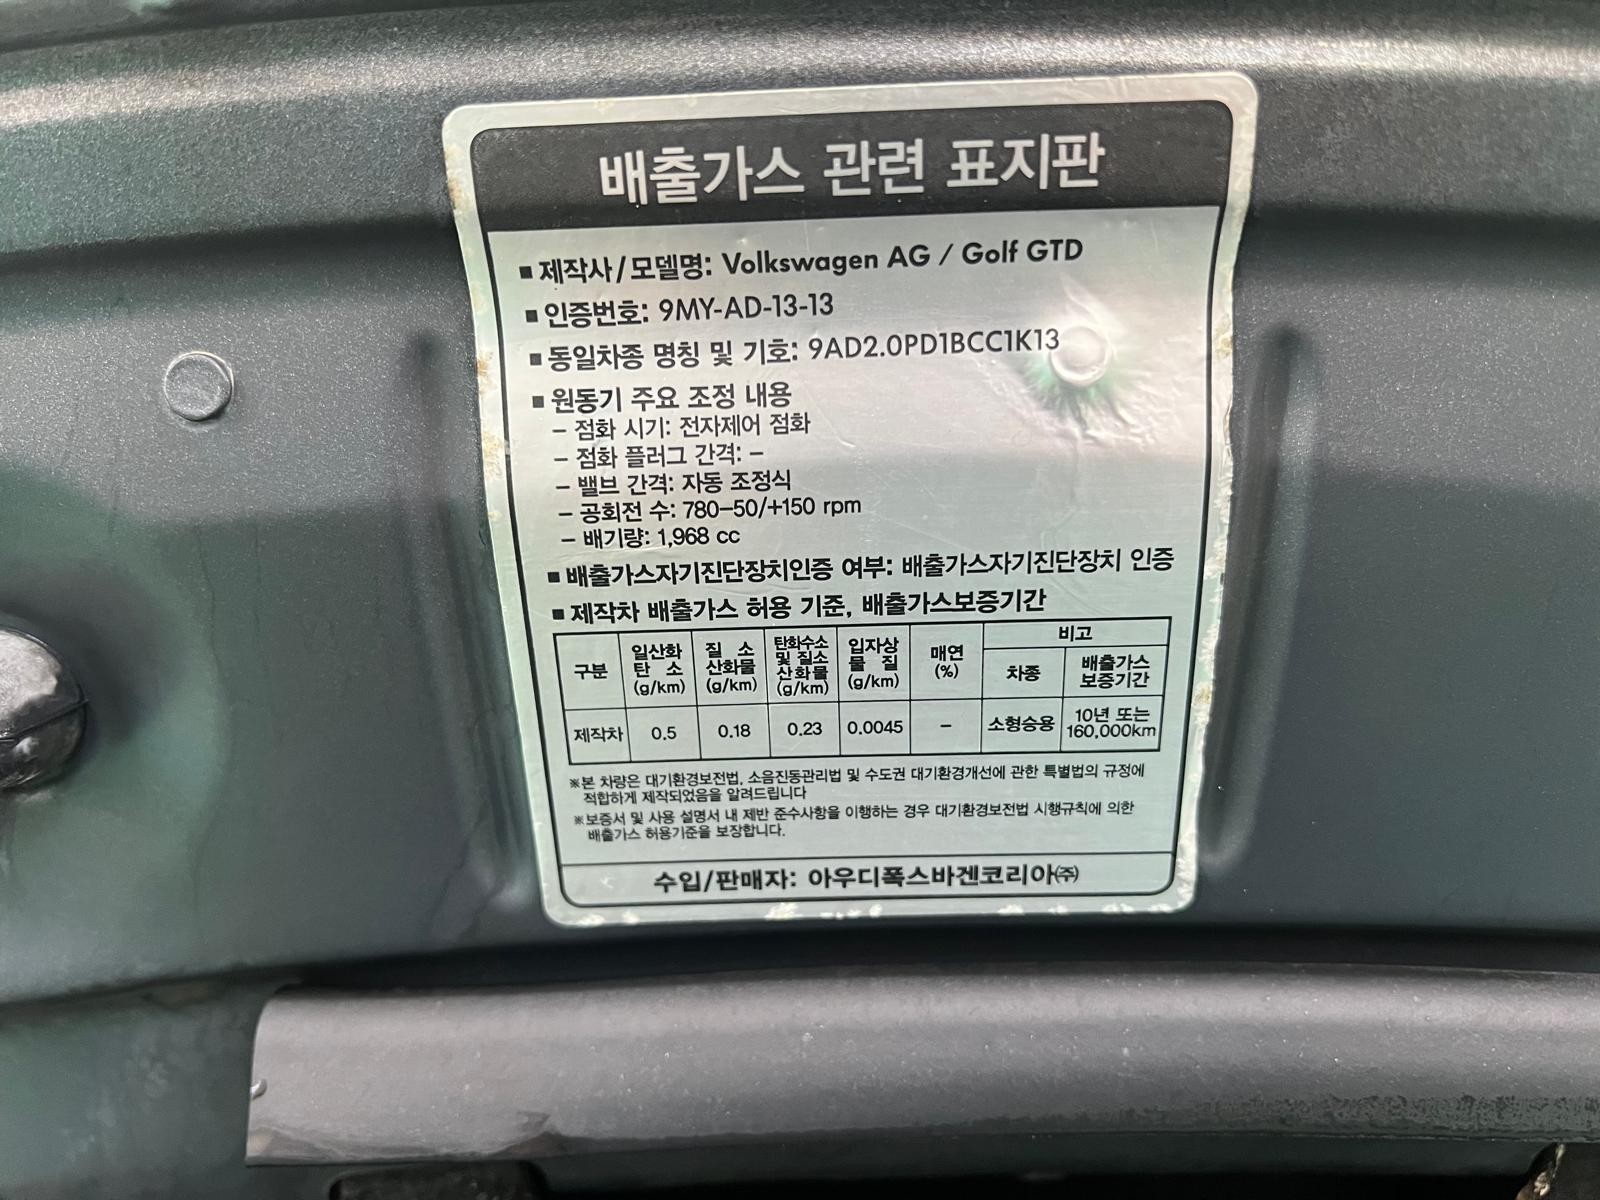 배출가스 관련 표지판
■ 제작사/모델명: Volkswagen AG / Golf GTD
■ 인증번호: 9MY-AD-13-13
■ 동일차종 명칭 및 기호: 9AD2.0PD1BCC1K13
■ 원동기 주요 조정 내용
– 점화 시기: 전자제어 점화
– 점화 플러그 간격: –
– 밸브 간격: 자동 조정식
– 공회전 수: 780–50/+150 rpm
– 배기량: 1,968 cc
■ 배출가스자기진단장치인증 여부: 배출가스자기진단장치 인증
■ 제작차 배출가스 허용 기준, 배출가스보증기간
구분 일산화 탄 소 (g/km) 질 소 산화물 (g/km) 탄화수소 및 질소 산화물 (g/km) 입자상 물 질 (g/km) 매연 (%) 비고
차종 배출가스 보증기간
제작차 0.5 0.18 0.23 0.0045 – 소형승용 10년 또는 160,000km
※본 차량은 대기환경보전법, 소음진동관리법 및 수도권 대기환경개선에 관한 특별법의 규정에
적합하게 제작되었음을 알려드립니다
※보증서 및 사용 설명서 내 제반 준수사항을 이행하는 경우 대기환경보전법 시행규칙에 의한
배출가스 허용기준을 보장합니다.
수입/판매자: 아우디폭스바겐코리아㈜